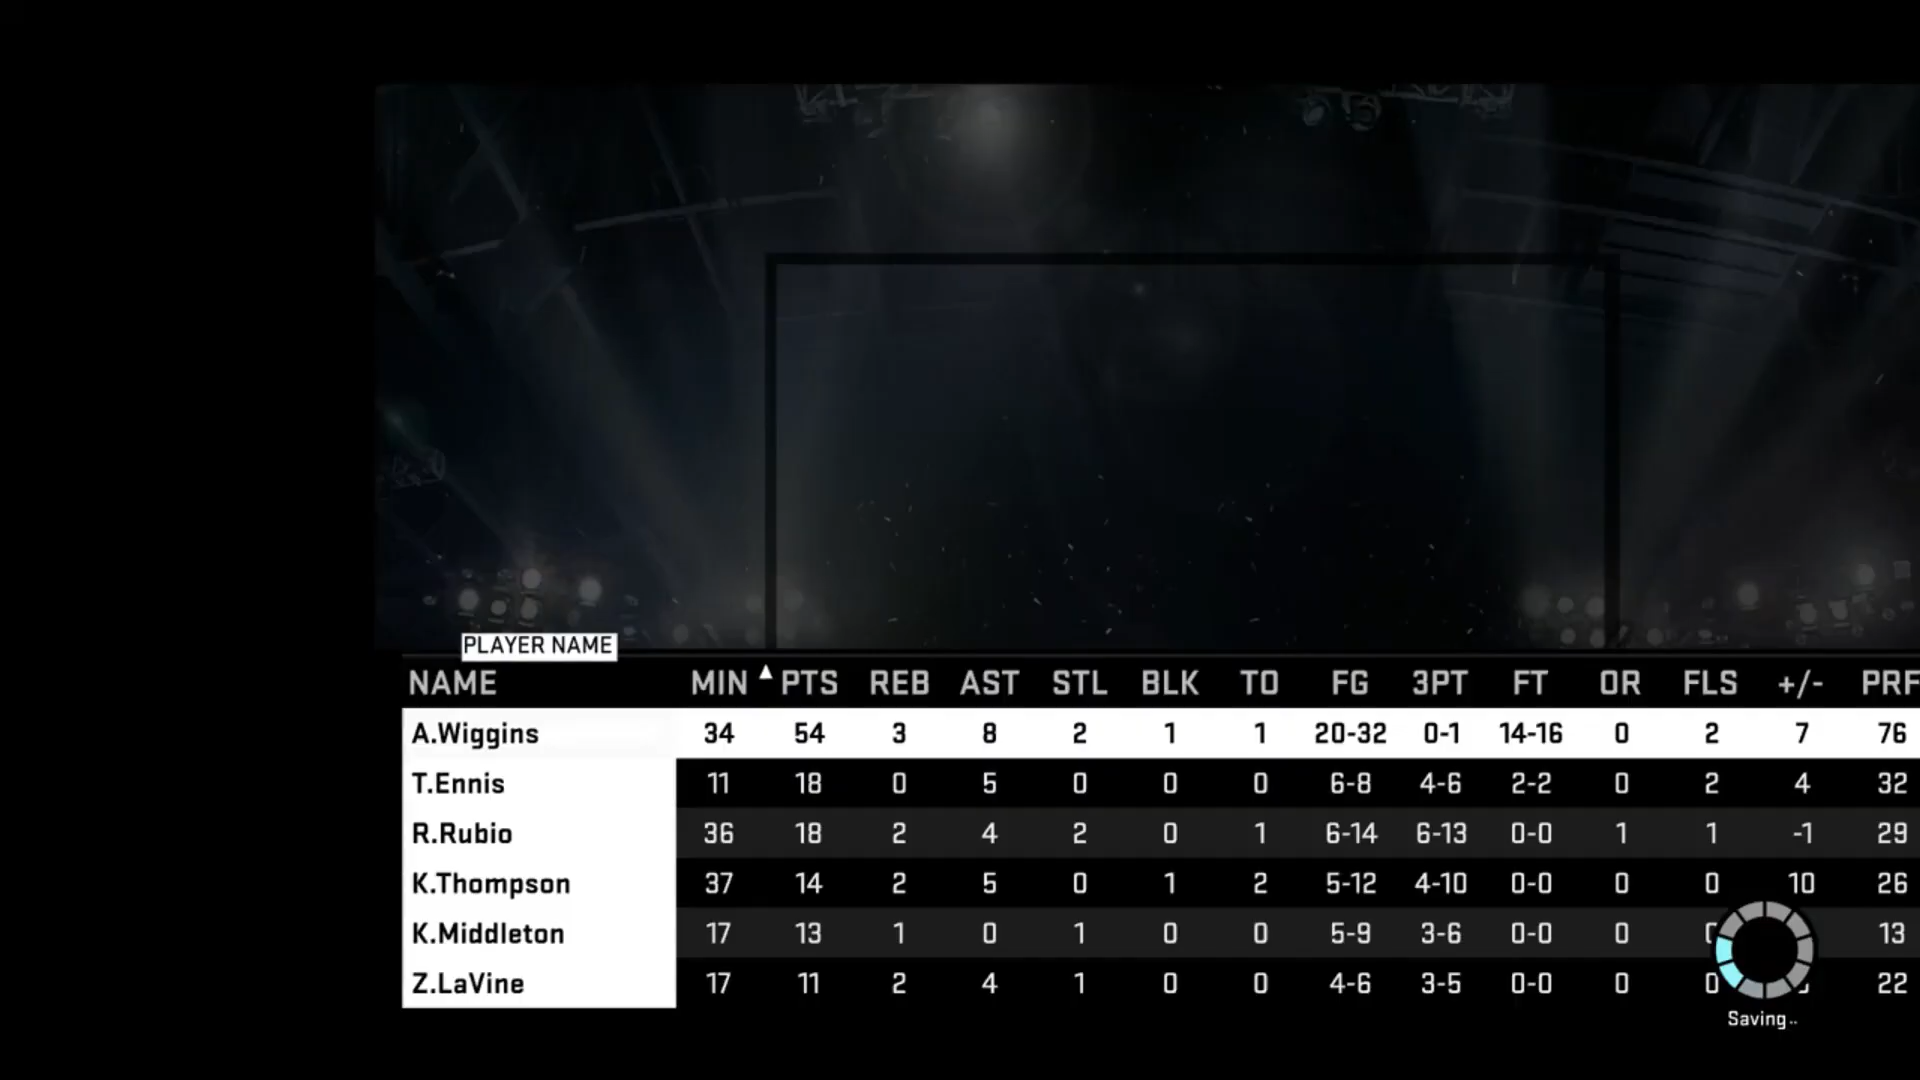 PLAYER NAME
NAME MIN ▲ PTS REB AST STL BLK TO FG 3PT FT OR FLS +/- PRF
A.Wiggins 34 54 3 8 2 1 1 20-32 0-1 14-16 0 2 7 76
T.Ennis 11 18 0 5 0 0 0 6-8 4-6 2-2 0 2 4 32
R.Rubio 36 18 2 4 2 0 1 6-14 6-13 0-0 1 1 -1 29
K.Thompson 37 14 2 5 0 1 2 5-12 4-10 0-0 0 0 10 26
K.Middleton 17 13 1 0 1 0 0 5-9 3-6 0-0 0 13
Z.LaVine 17 11 2 4 1 0 0 4-6 3-5 0-0 0 0 22
Saving..